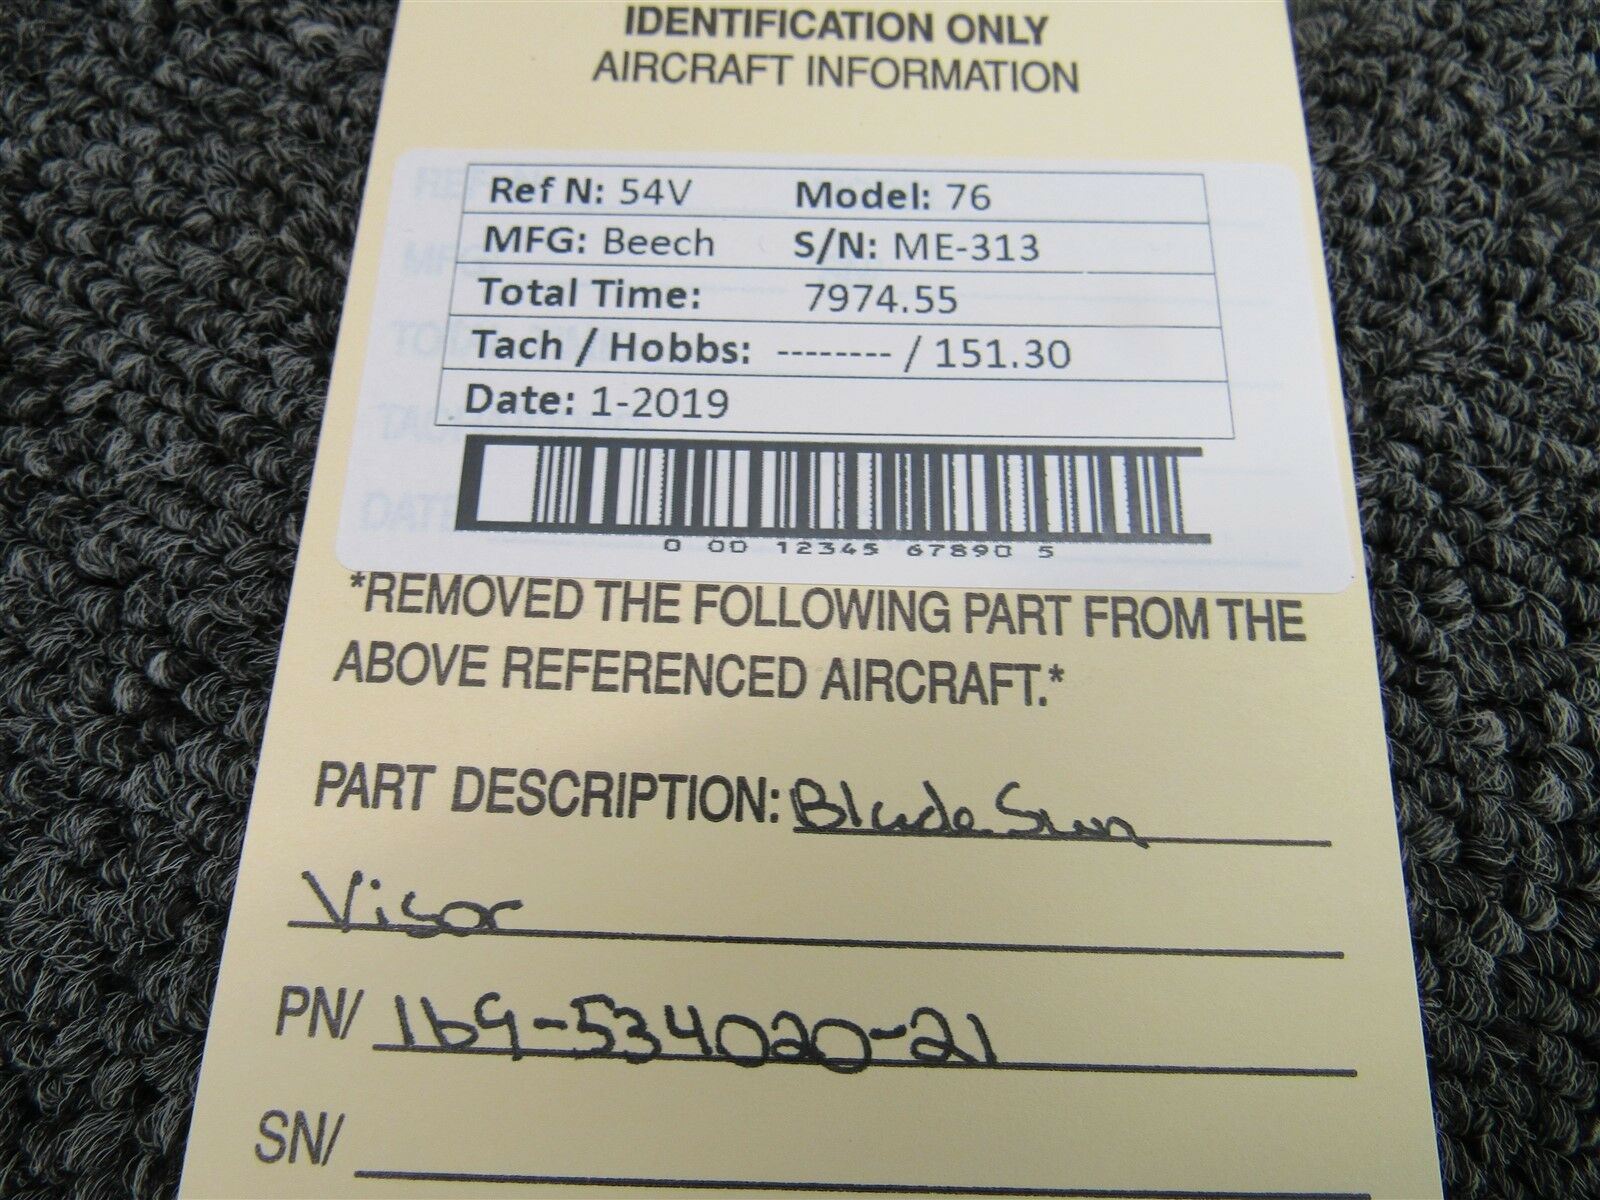 IDENTIFICATION ONLY
AIRCRAFT INFORMATION
Ref N: 54V Model: 76
MFG: Beech S/N: ME-313
Total Time: 7974.55
Tach / Hobbs: -------- / 151.30
Date: 1-2019
0 00 12345 67890 5
*REMOVED THE FOLLOWING PART FROM THE
ABOVE REFERENCED AIRCRAFT.*
PART DESCRIPTION: Blade Sun
Visor
PN/ 169-534020-21
SN/